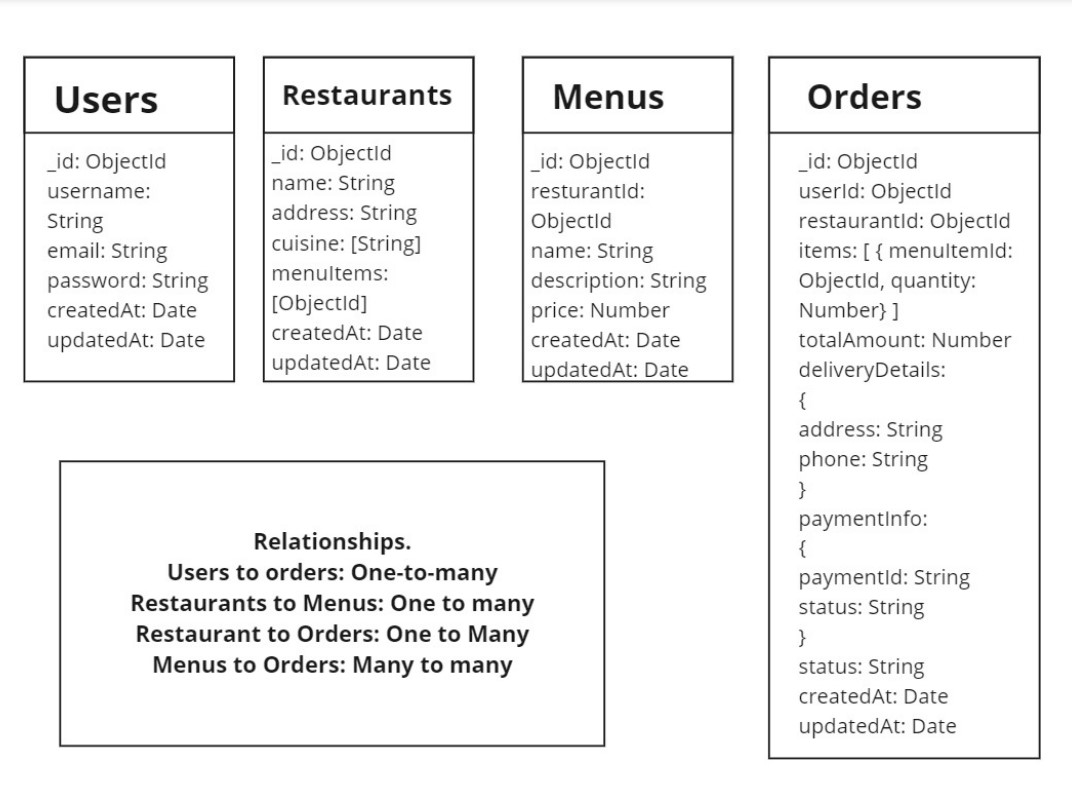 Users
_id: ObjectId
username:
String
email: String
password: String
createdAt: Date
updatedAt: Date
Restaurants
_id: ObjectId
name: String
address: String
cuisine: [String]
menuItems:
[ObjectId]
createdAt: Date
updatedAt: Date
Menus
_id: ObjectId
resturantId:
ObjectId
name: String
description: String
price: Number
createdAt: Date
updatedAt: Date
Orders
_id: ObjectId
userId: ObjectId
restaurantId: ObjectId
items: [ { menuItemId:
ObjectId, quantity:
Number} ]
totalAmount: Number
deliveryDetails:
{
address: String
phone: String
}
paymentInfo:
{
paymentId: String
status: String
}
status: String
createdAt: Date
updatedAt: Date
Relationships.
Users to orders: One-to-many
Restaurants to Menus: One to many
Restaurant to Orders: One to Many
Menus to Orders: Many to many